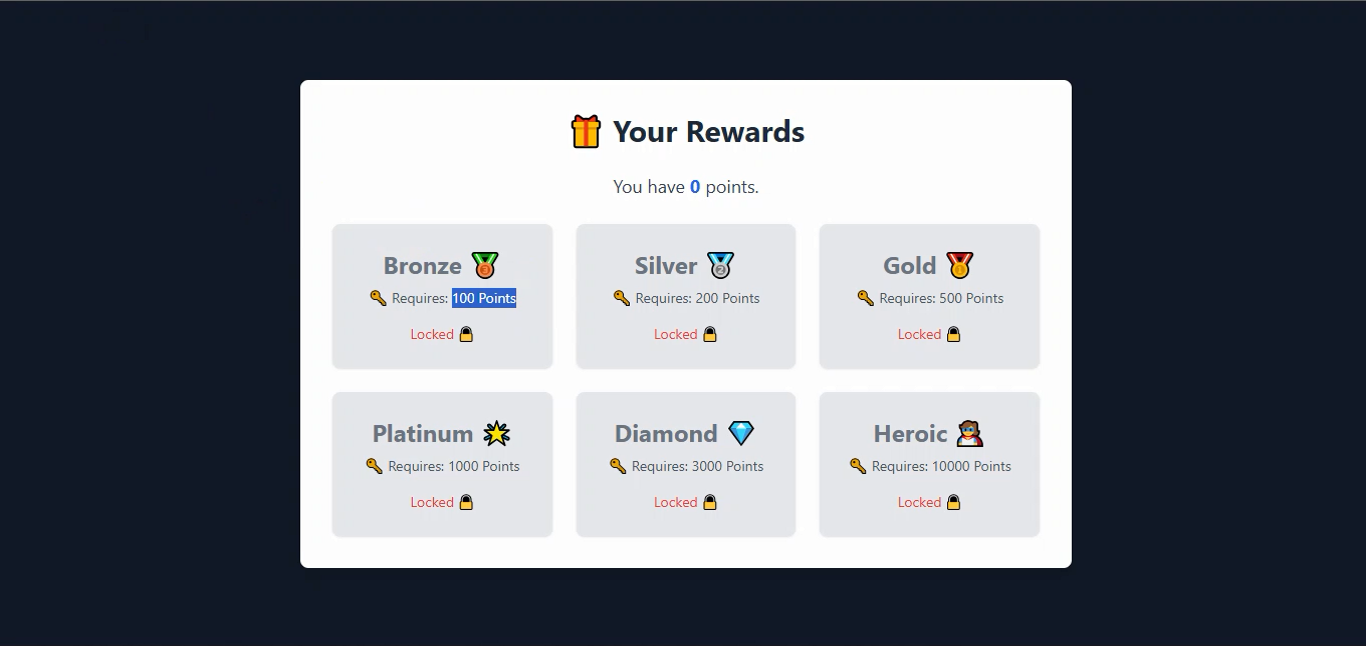 🎁 Your Rewards
You have 0 points.
Bronze 🥉
🔑 Requires: 100 Points
Locked 🔒
Silver 🥈
🔑 Requires: 200 Points
Locked 🔒
Gold 🥇
🔑 Requires: 500 Points
Locked 🔒
Platinum 🌟
🔑 Requires: 1000 Points
Locked 🔒
Diamond 💎
🔑 Requires: 3000 Points
Locked 🔒
Heroic 🦸
🔑 Requires: 10000 Points
Locked 🔒